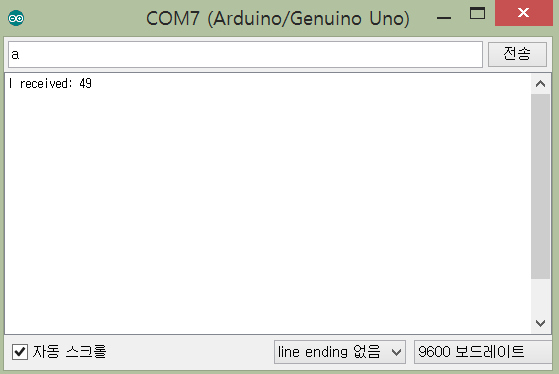 COM7 (Arduino/Genuino Uno)
a
전송
I received: 49
자동 스크롤
line ending 없음
9600 보드레이트